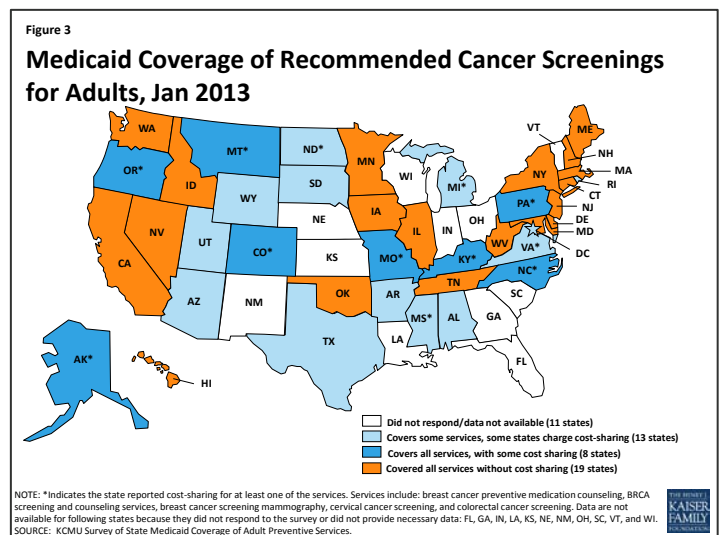 Figure 3
Medicaid Coverage of Recommended Cancer Screenings
for Adults, Jan 2013
WA
OR*
MT*
ID
ND*
SD
WY
MN
WI
MI*
VT
ME
NH
MA
RI
CT
NJ
DE
MD
DC
NY
PA*
NV
CA
UT
CO*
NE
KS
IA
IL
IN
OH
MO*
KY*
WV
VA*
NC*
TN
AZ
NM
OK
AR
SC
GA
AL
MS*
LA
TX
FL
AK*
HI
Did not respond/data not available (11 states)
Covers some services, some states charge cost-sharing (13 states)
Covers all services, with some cost sharing (8 states)
Covered all services without cost sharing (19 states)
NOTE: *Indicates the state reported cost-sharing for at least one of the services. Services include: breast cancer preventive medication counseling, BRCA
screening and counseling services, breast cancer screening mammography, cervical cancer screening, and colorectal cancer screening. Data are not
available for following states because they did not respond to the survey or did not provide necessary data: FL, GA, IN, LA, KS, NE, NM, OH, SC, VT, and WI.
SOURCE: KCMU Survey of State Medicaid Coverage of Adult Preventive Services.
THE HENRY J.
KAISER
FAMILY
FOUNDATION